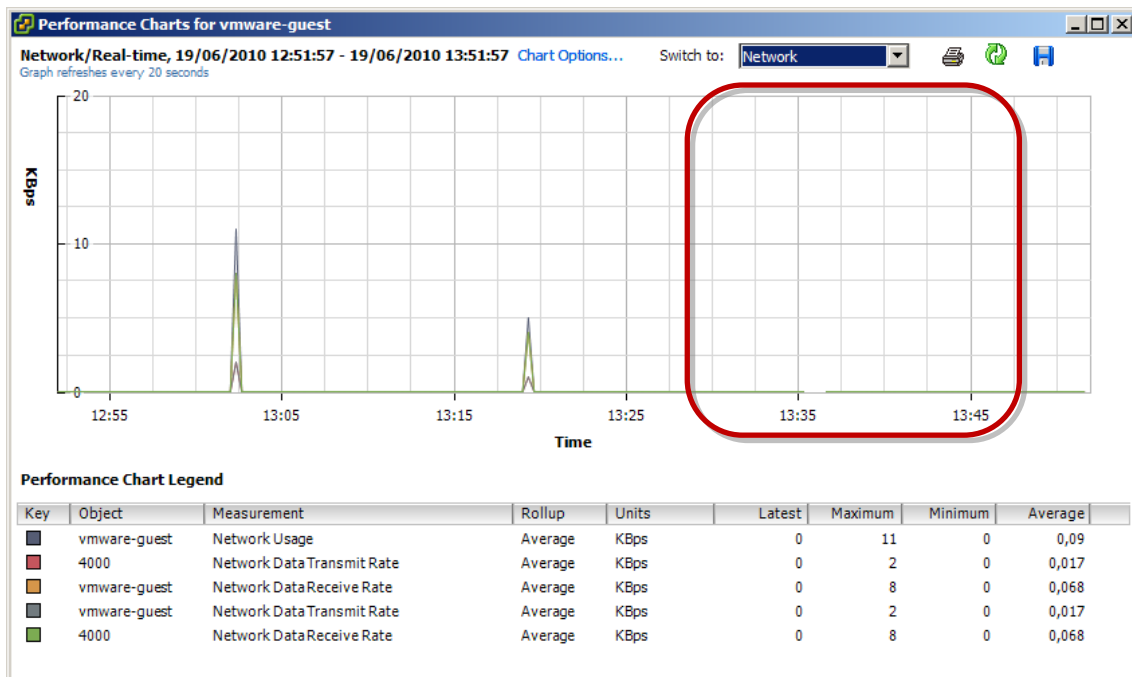 Performance Charts for vmware-guest
Network/Real-time, 19/06/2010 12:51:57 - 19/06/2010 13:51:57 Chart Options... Switch to: Network
Graph refreshes every 20 seconds
20
KBps
10
0
12:55 13:05 13:15 13:25 13:35 13:45
Time
Performance Chart Legend
Key Object Measurement Rollup Units Latest Maximum Minimum Average
vmware-guest Network Usage Average KBps 0 11 0 0,09
4000 Network Data Transmit Rate Average KBps 0 2 0 0,017
vmware-guest Network Data Receive Rate Average KBps 0 8 0 0,068
vmware-guest Network Data Transmit Rate Average KBps 0 2 0 0,017
4000 Network Data Receive Rate Average KBps 0 8 0 0,068